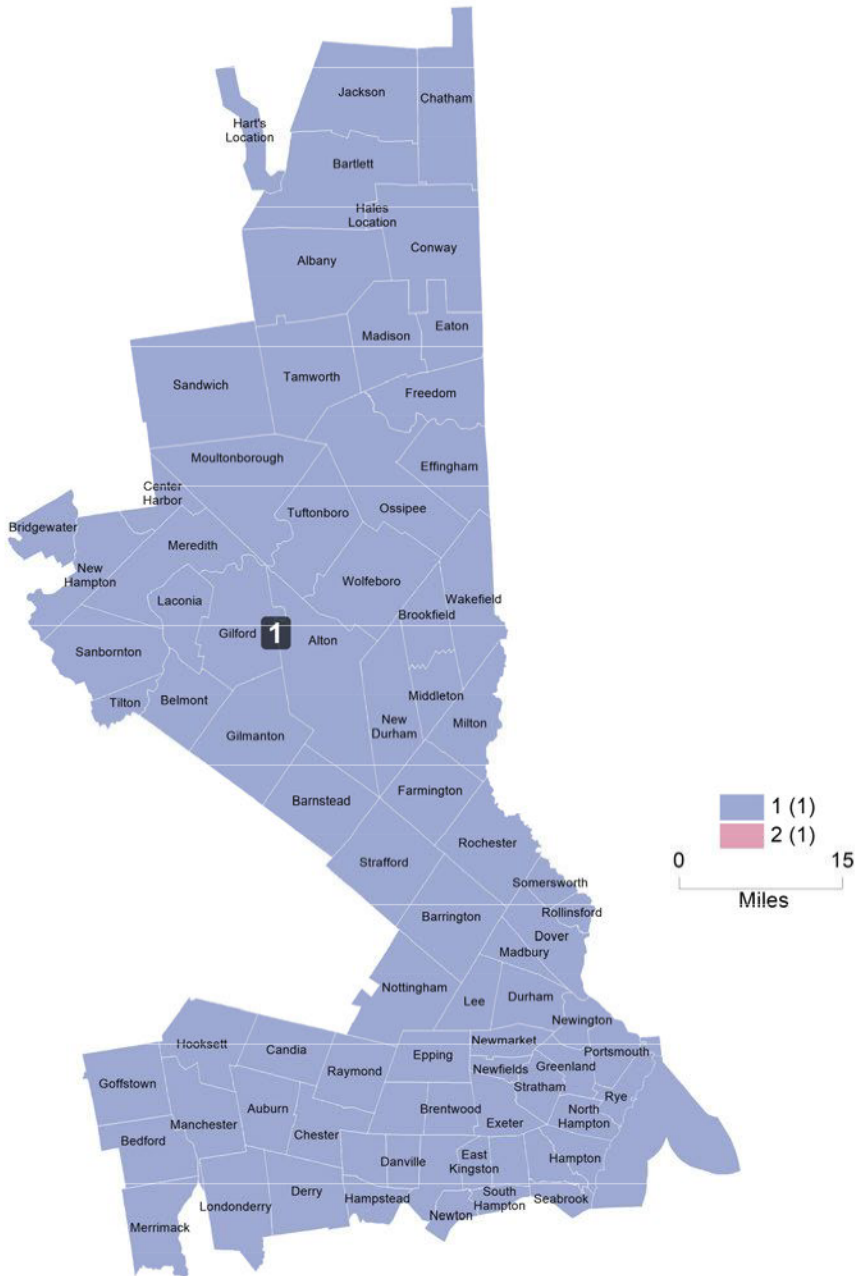 Jackson
Chatham
Hart's
Location
Bartlett
Hales
Location
Conway
Albany
Eaton
Madison
Tamworth
Sandwich
Freedom
Moultonborough
Effingham
Center
Harbor
Tuftonboro
Ossipee
Bridgewater
Meredith
New
Hampton
Wolfeboro
Laconia
Wakefield
Brookfield
Gilford
1
Alton
Sanbornton
Middleton
Tilton
Belmont
New
Durham
Milton
Gilmanton
Farmington
Barnstead
1 (1)
2 (1)
Rochester
Strafford
0 15
Miles
Somersworth
Rollinsford
Barrington
Dover
Madbury
Nottingham
Lee
Durham
Newington
Hooksett
Candia
Newmarket
Portsmouth
Epping
Raymond
Newfields
Greenland
Goffstown
Stratham
Rye
Auburn
Brentwood
North
Hampton
Manchester
Exeter
Chester
Bedford
Danville
East
Kingston
Hampton
Derry
Hampstead
South
Hampton
Seabrook
Londonderry
Newton
Merrimack